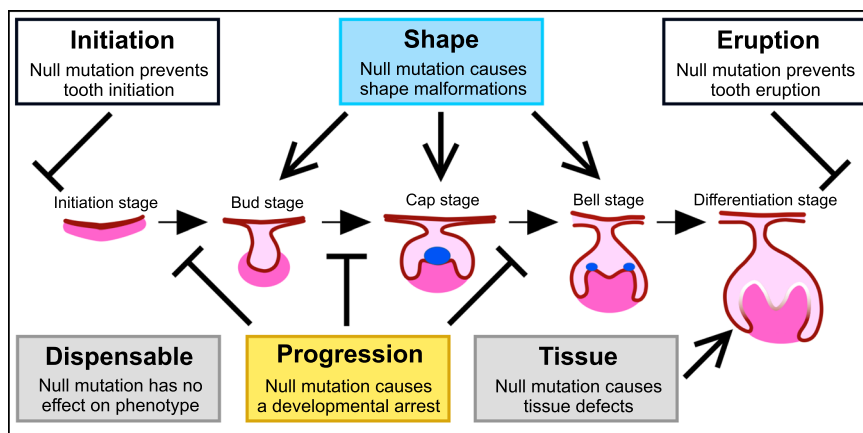 Initiation
Null mutation prevents
tooth initiation
Shape
Null mutation causes
shape malformations
Eruption
Null mutation prevents
tooth eruption
Initiation stage
Bud stage
Cap stage
Bell stage
Differentiation stage
Dispensable
Null mutation has no
effect on phenotype
Progression
Null mutation causes
a developmental arrest
Tissue
Null mutation causes
tissue defects